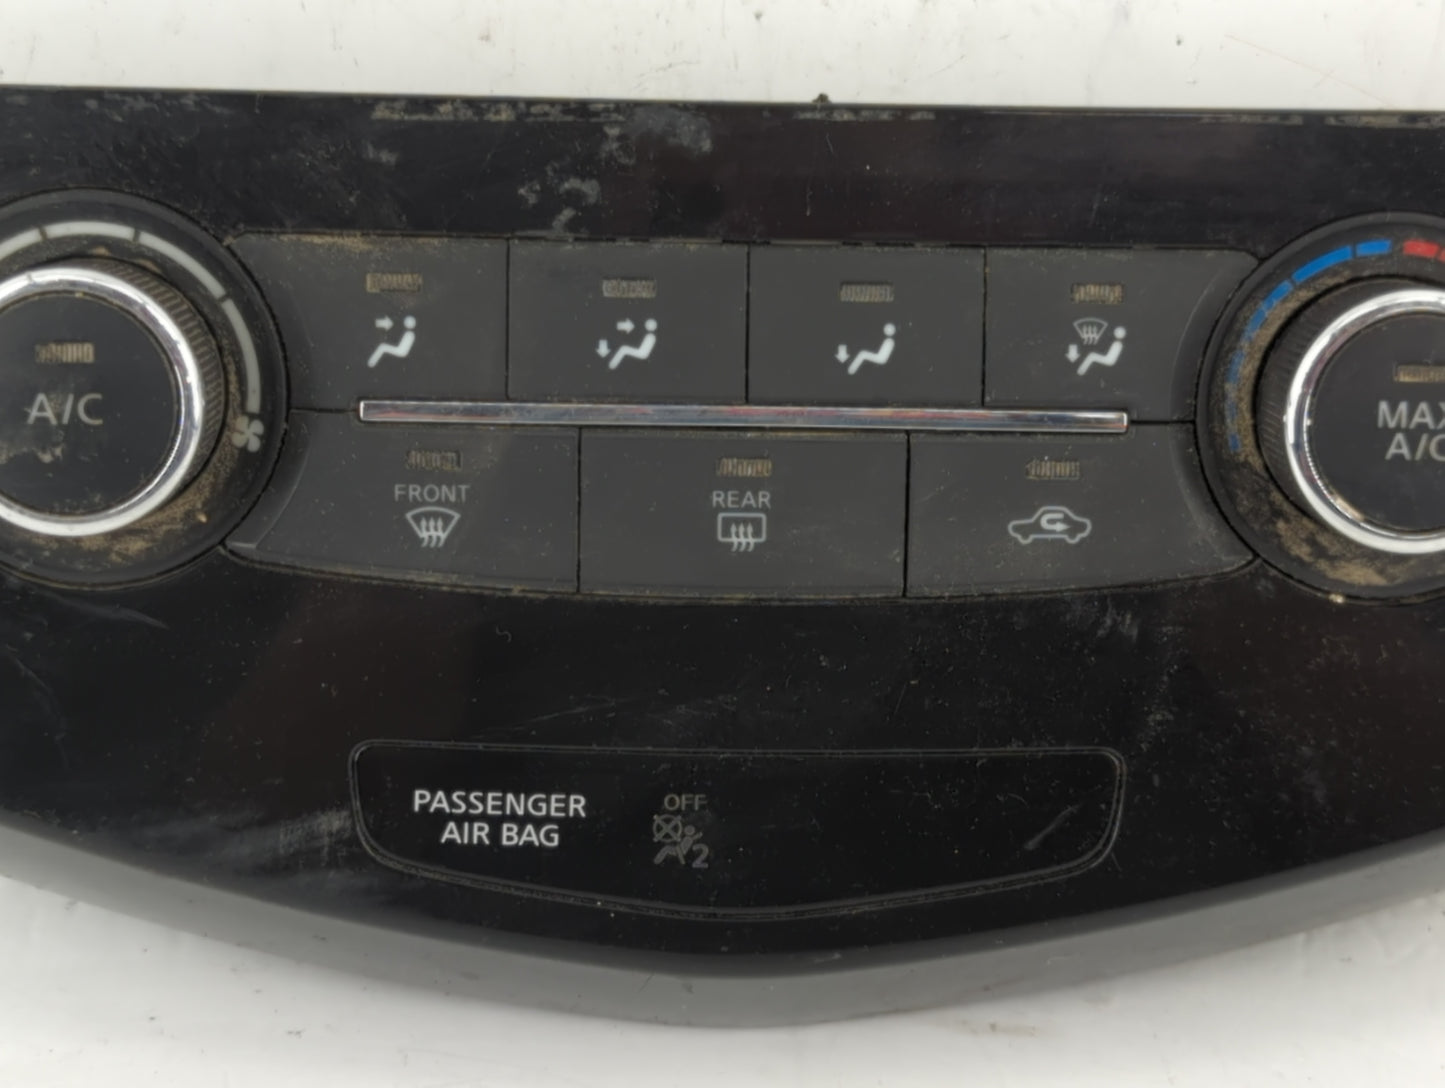 A/C
MAX
A/C
FRONT
REAR
PASSENGER
AIR BAG
OFF
2